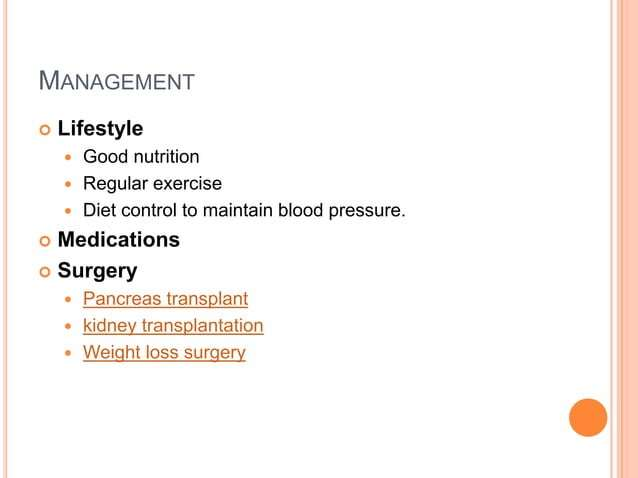 MANAGEMENT
Lifestyle
Good nutrition
Regular exercise
Diet control to maintain blood pressure.
Medications
Surgery
Pancreas transplant
kidney transplantation
Weight loss surgery